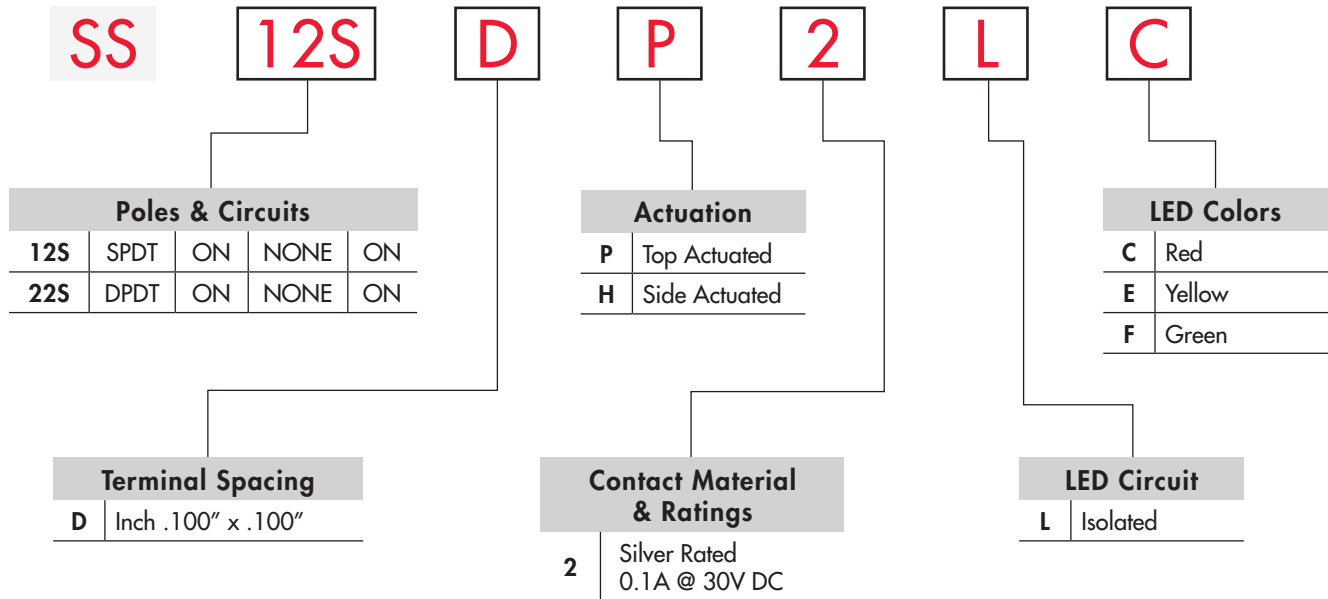 SS 12S D P 2 L C
Poles & Circuits
12S SPDT ON NONE ON
22S DPDT ON NONE ON
Actuation
P Top Actuated
H Side Actuated
LED Colors
C Red
E Yellow
F Green
Terminal Spacing
D Inch .100” x .100”
Contact Material
& Ratings
2 Silver Rated
0.1A @ 30V DC
LED Circuit
L Isolated